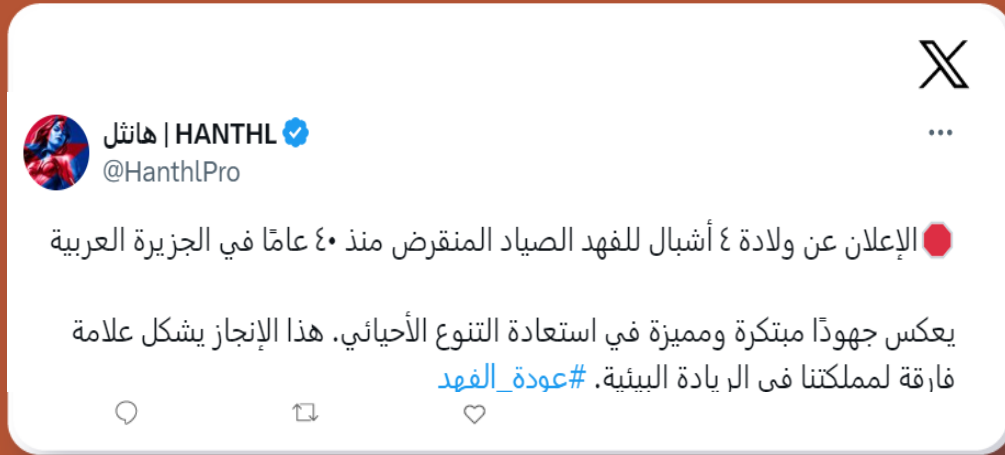 HANTHL | هانثل
@HanthlPro
الإعلان عن ولادة ٤ أشبال للفهد الصياد المنقرض منذ ٤٠ عامًا في الجزيرة العربية
يعكس جهودًا مبتكرة ومميزة في استعادة التنوع الأحيائي. هذا الإنجاز يشكل علامة
فارقة لمملكتنا في الريادة البيئية. #عودة_الفهد